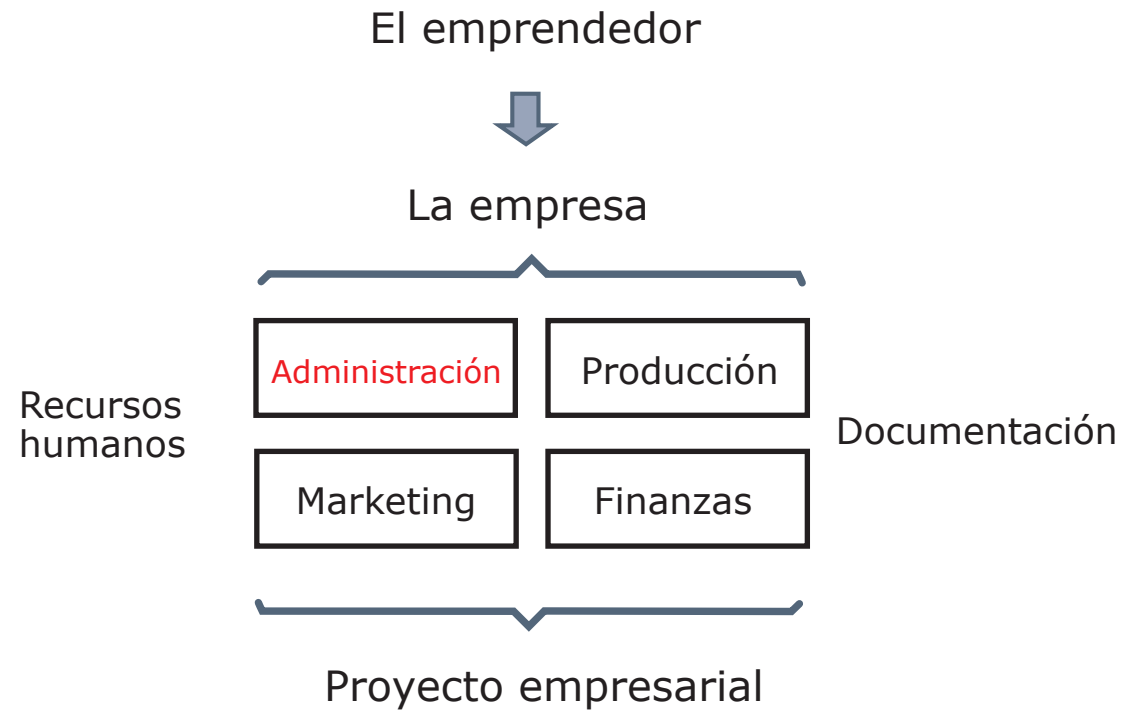 El emprendedor
La empresa
Administración
Producción
Recursos
humanos
Documentación
Marketing
Finanzas
Proyecto empresarial